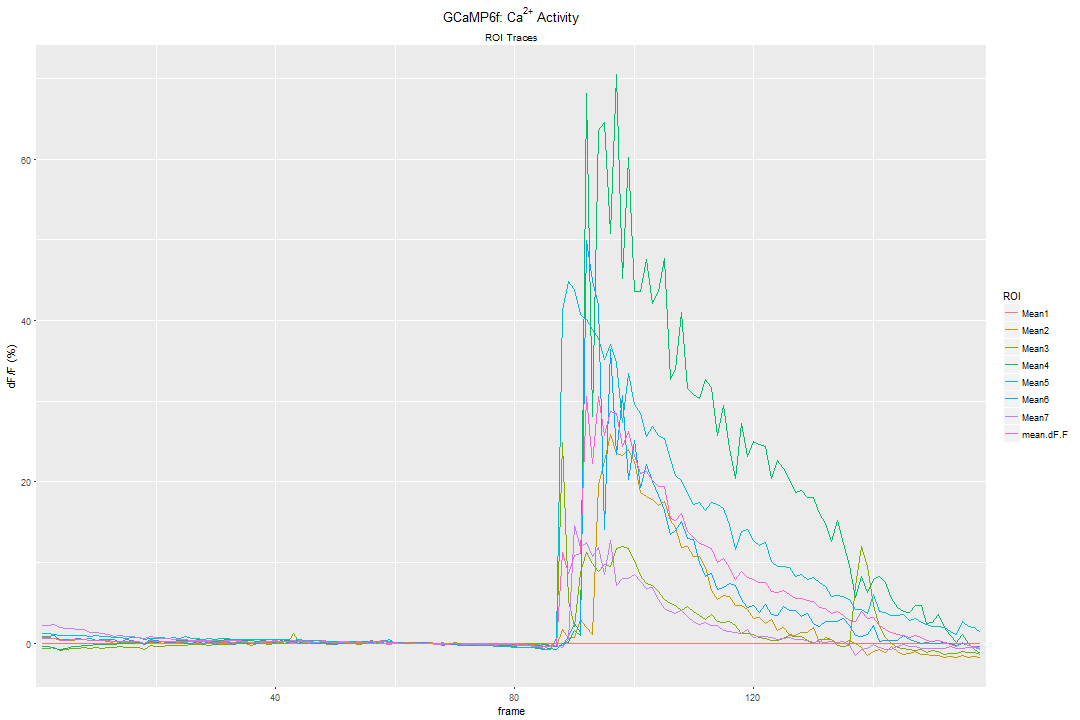 GCaMP6f: Ca2+ Activity
ROI Traces
60
40
20
0
dF/F (%)
40
80
120
frame
ROI
Mean1
Mean2
Mean3
Mean4
Mean5
Mean6
Mean7
mean.dF.F